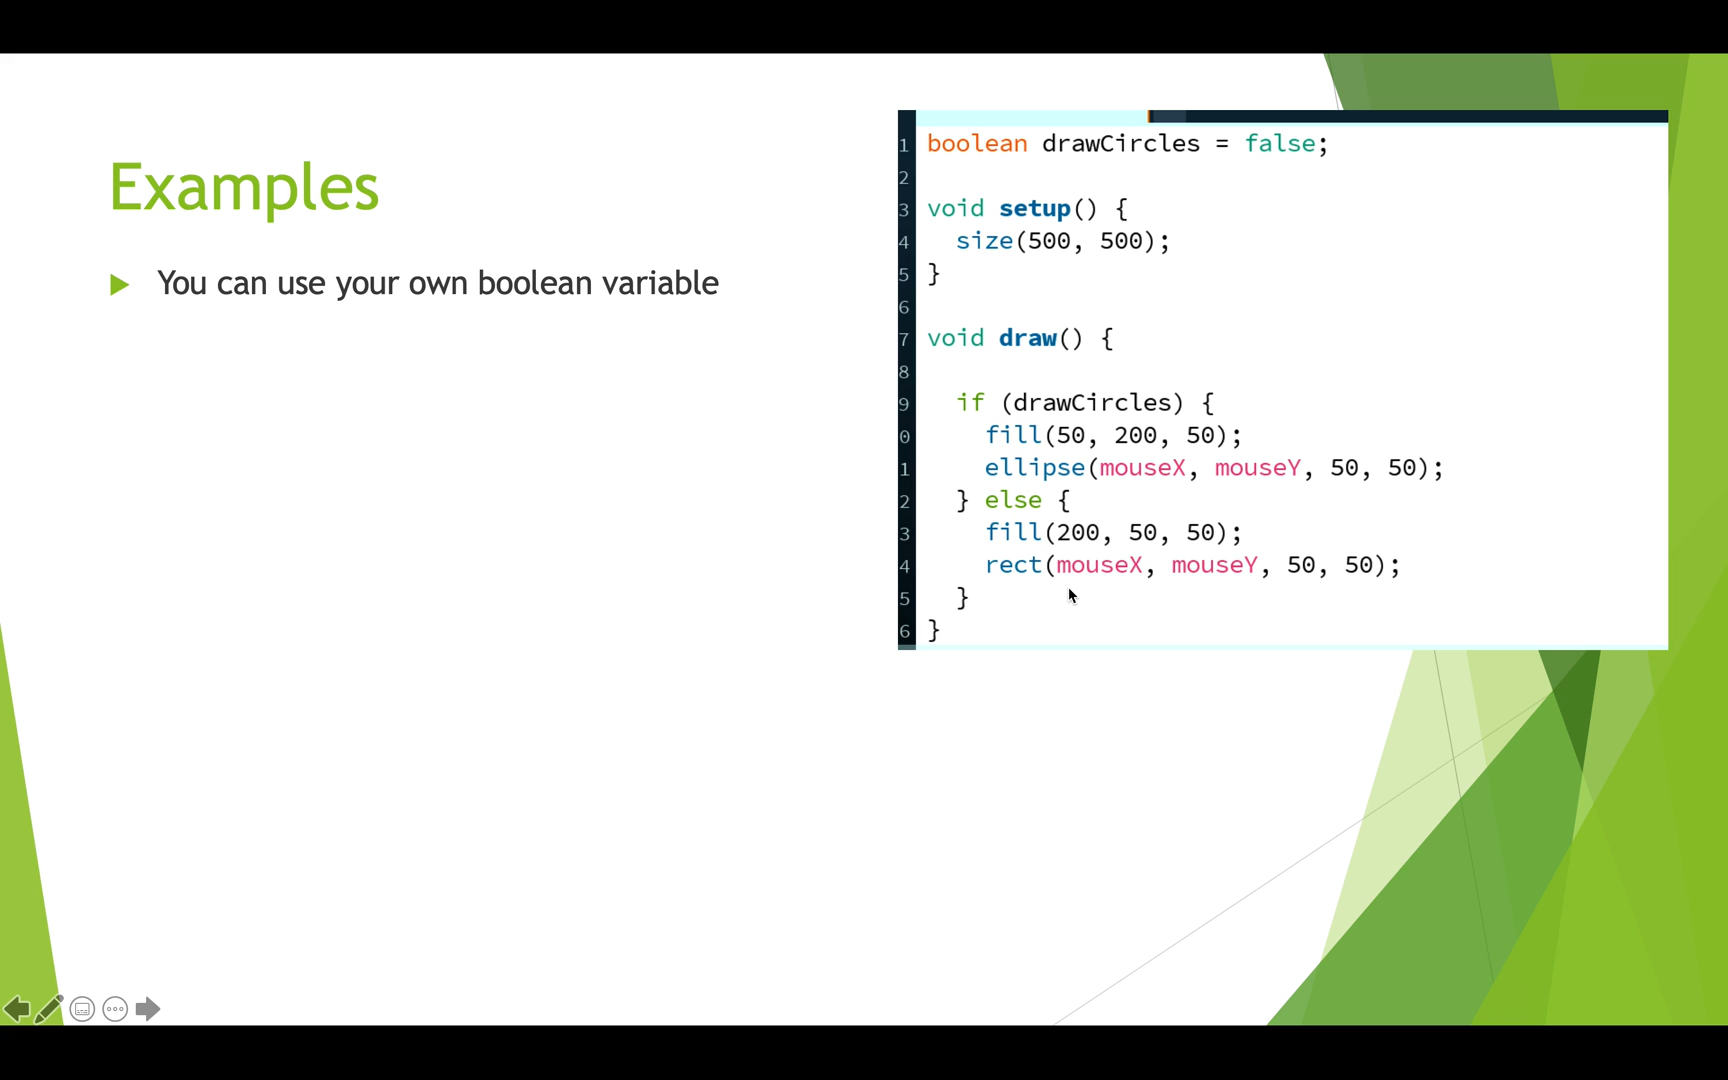 Examples
You can use your own boolean variable
1 boolean drawCircles = false;
2
3 void setup() {
4   size(500, 500);
5 }
6
7 void draw() {
8
9   if (drawCircles) {
0     fill(50, 200, 50);
1     ellipse(mouseX, mouseY, 50, 50);
2   } else {
3     fill(200, 50, 50);
4     rect(mouseX, mouseY, 50, 50);
5   }
6 }